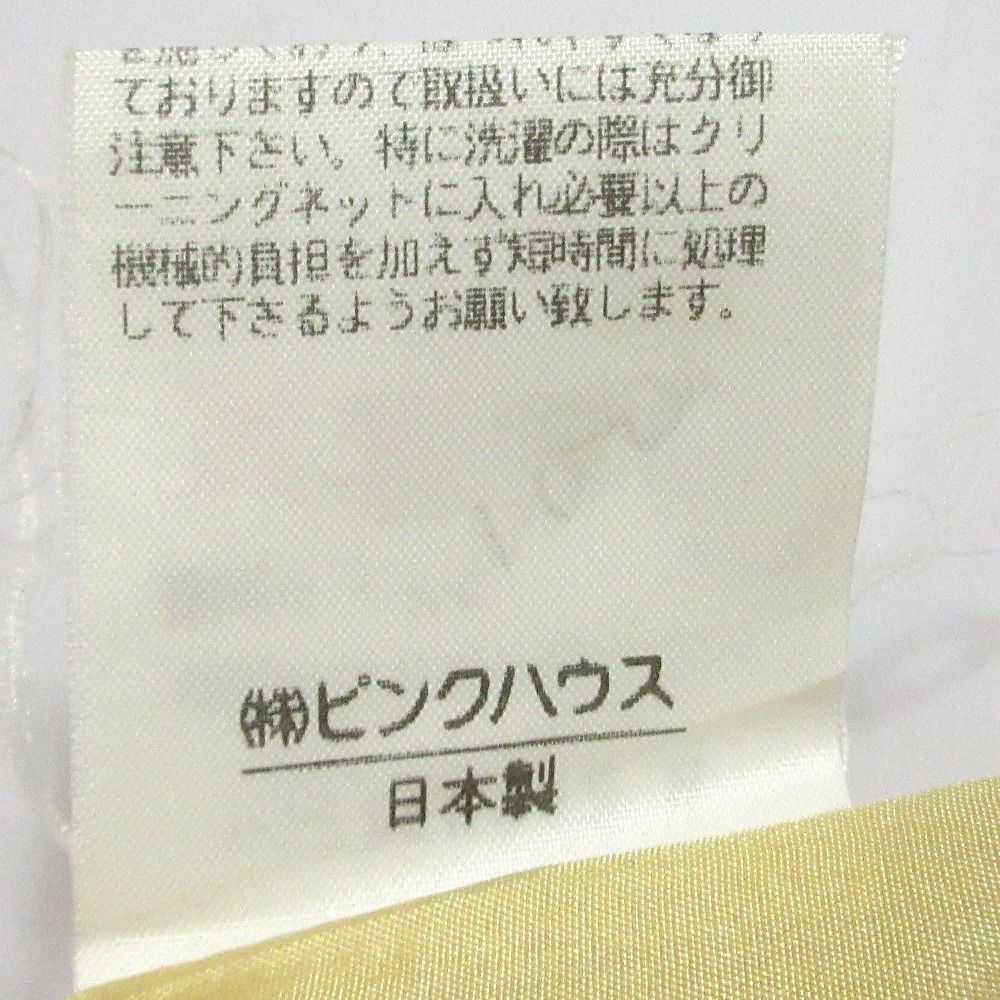 ておりますので取扱いには充分御
注意下さい。特に洗濯の際はクリ
ーニングネットに入れ必要以上の
機械的負担を加えず短時間に処理
して下さるようお願い致します。
㈱ピンクハウス
日本製